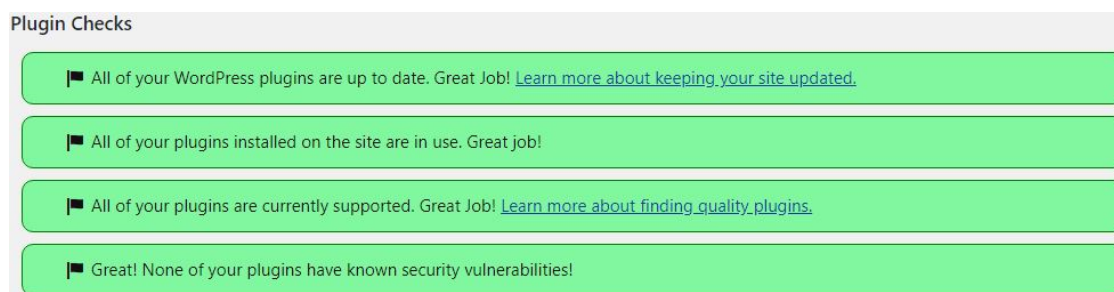 Plugin Checks
All of your WordPress plugins are up to date. Great Job! Learn more about keeping your site updated.
All of your plugins installed on the site are in use. Great job!
All of your plugins are currently supported. Great Job! Learn more about finding quality plugins.
Great! None of your plugins have known security vulnerabilities!